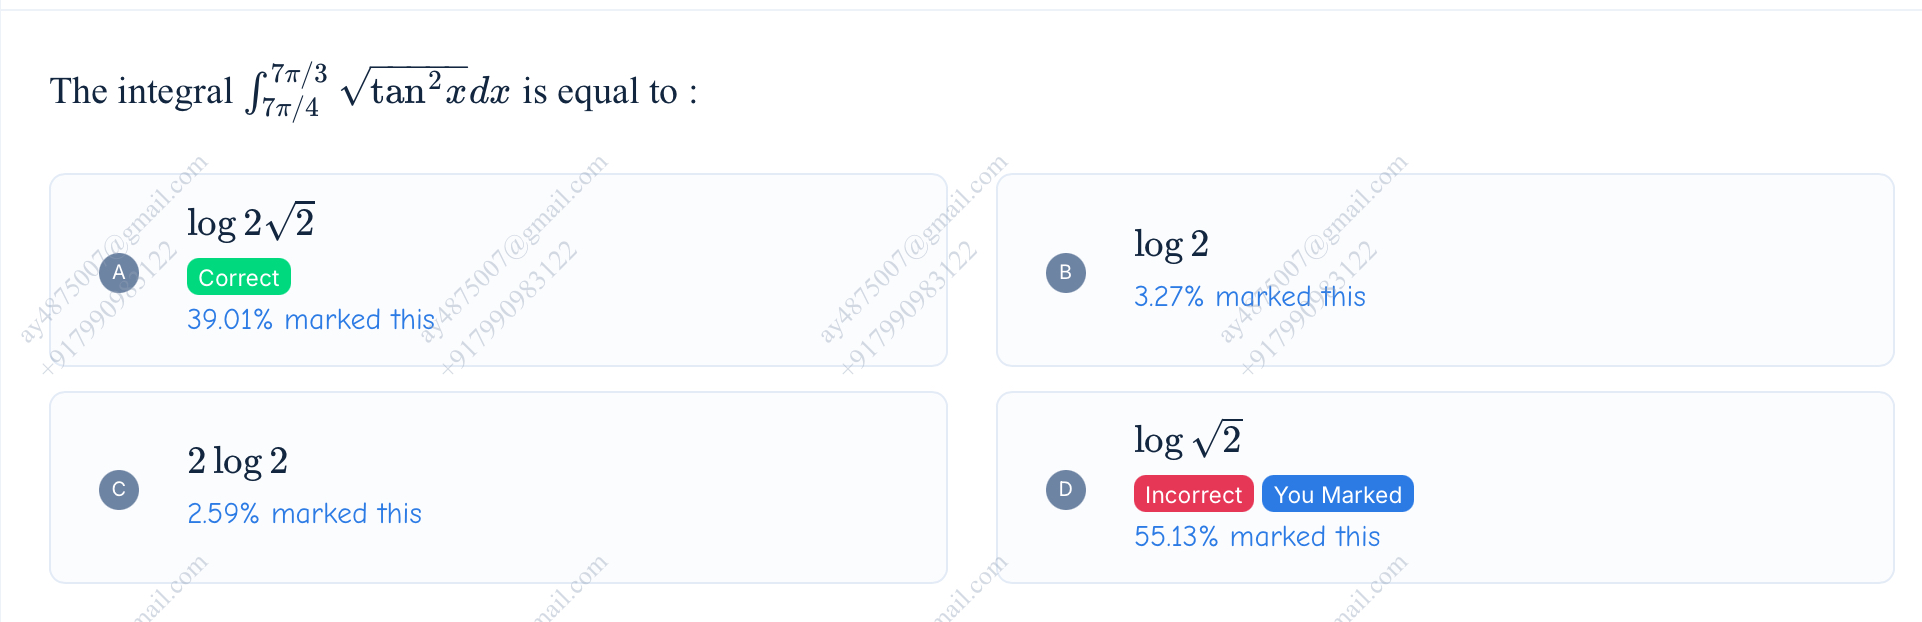 The integral $\int_{7\pi/4}^{7\pi/3} \sqrt{\tan^2 x}dx$ is equal to :
A
log 2√2
Correct
39.01% marked this
B
log 2
3.27% marked this
C
2 log 2
2.59% marked this
D
log √2
Incorrect You Marked
55.13% marked this
ay4875007@gmail.com
+917990983122
ay4875007@gmail.com
+917990983122
ay4875007@gmail.com
+917990983122
ay4875007@gmail.com
+917990983122
mail.com
mail.com
mail.com
mail.com